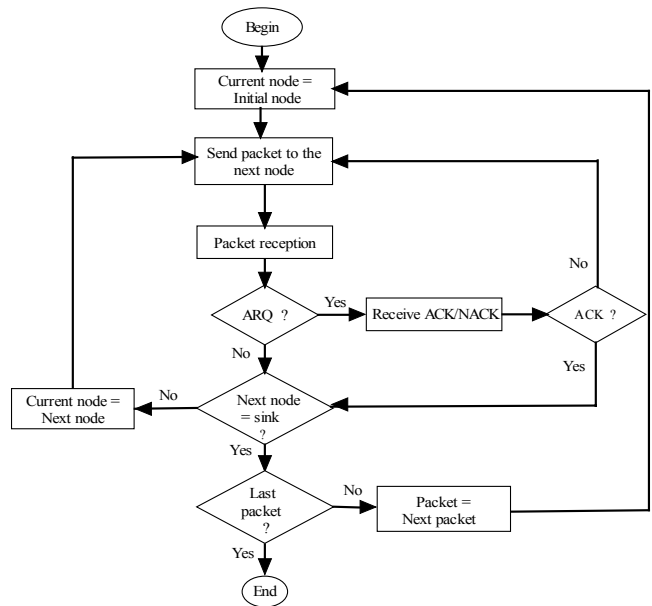 Begin
Current node =
Initial node
Send packet to the
next node
Packet reception
No
ARQ ?
Yes
Receive ACK/NACK
ACK ?
No
Yes
Current node =
Next node
No
Next node
= sink
?
Yes
Last
packet
?
No
Packet =
Next packet
Yes
End